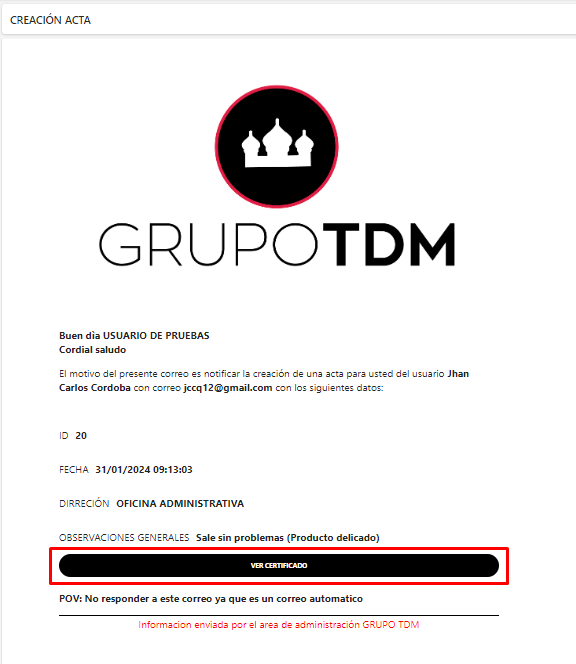 CREACIÓN ACTA
GRUPOTDM
Buen dìa USUARIO DE PRUEBAS
Cordial saludo
El motivo del presente correo es notificar la creación de una acta para usted del usuario Jhan
Carlos Cordoba con correo jccq12@gmail.com con los siguientes datos:
ID 20
FECHA 31/01/2024 09:13:03
DIRRECIÓN OFICINA ADMINISTRATIVA
OBSERVACIONES GENERALES Sale sin problemas (Producto delicado)
VER CERTIFICADO
POV: No responder a este correo ya que es un correo automatico
Informacion enviada por el area de administración GRUPO TDM